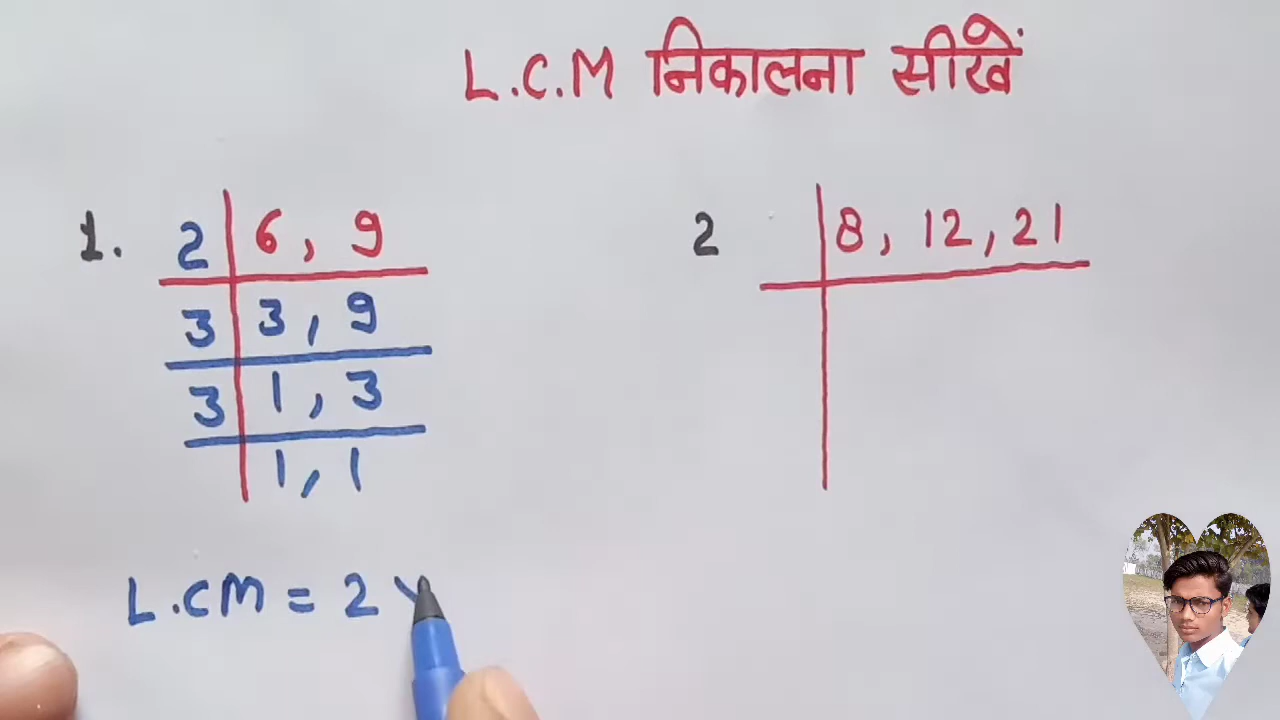 L.C.M निकालना सीखें
1. 2 | 6, 9
3 | 3, 9
3 | 1, 3
1, 1
L.CM = 2 ×
2 8, 12, 21